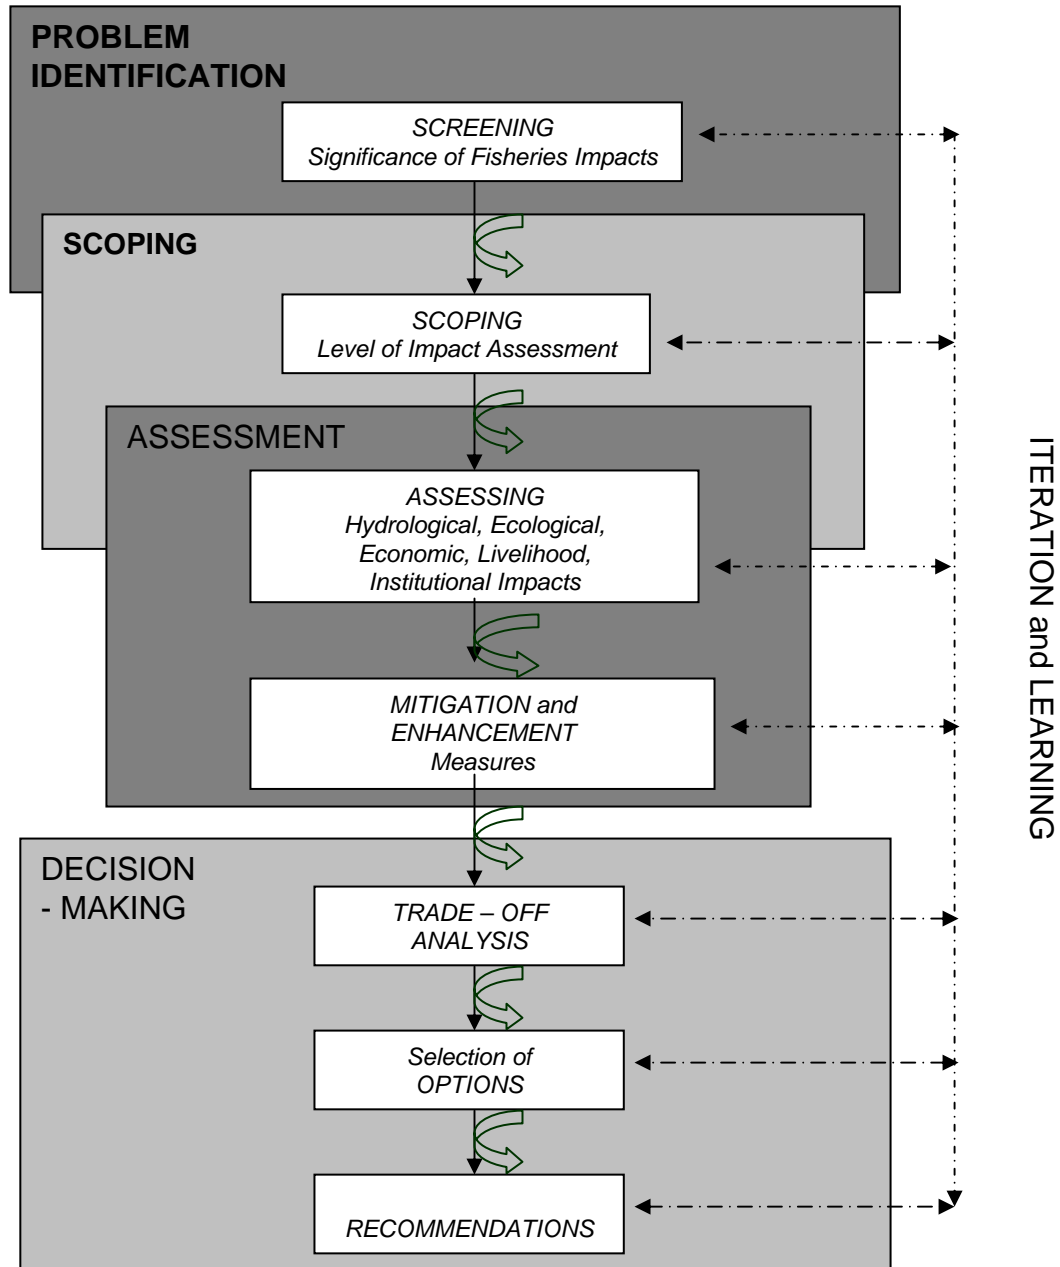 PROBLEM
IDENTIFICATION
SCREENING
Significance of Fisheries Impacts
SCOPING
SCOPING
Level of Impact Assessment
ASSESSMENT
ASSESSING
Hydrological, Ecological,
Economic, Livelihood,
Institutional Impacts
MITIGATION and
ENHANCEMENT
Measures
DECISION
- MAKING
TRADE – OFF
ANALYSIS
Selection of
OPTIONS
RECOMMENDATIONS
ITERATION and LEARNING